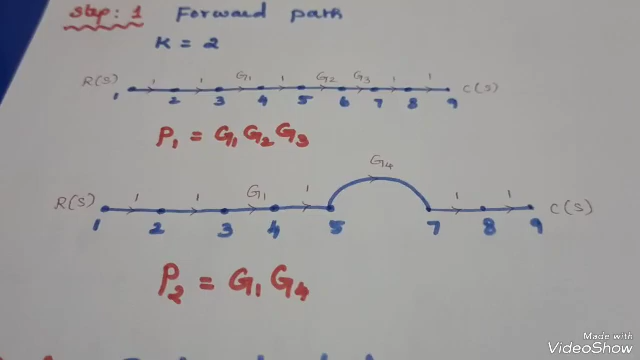 Step: 1 Forward path
K = 2
R(S) 1 1 G1 1 G2 G3 1 1 C(S)
1 2 3 4 5 6 7 8 9
P1 = G1 G2 G3
G4
R(S) 1 1 G1 1 1 1 C(S)
1 2 3 4 5 7 8 9
P2 = G1 G4
Made with
VideoShow